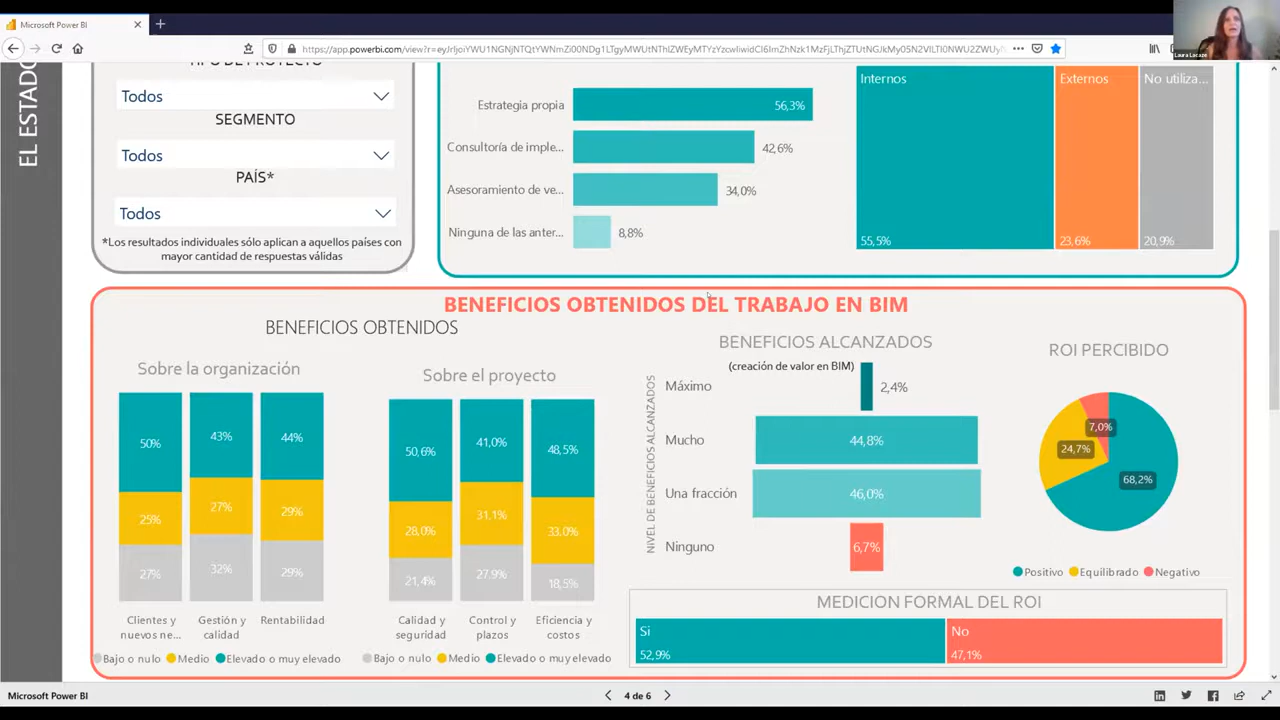 Microsoft Power BI
Laura Lacaze
EL ESTADO
TIPO DE PROYECTO
Todos
SEGMENTO
Todos
PAÍS*
Todos
*Los resultados individuales sólo aplican a aquellos países con
mayor cantidad de respuestas válidas
Estrategia propia
56,3%
Consultoría de imple...
42,6%
Asesoramiento de ve...
34,0%
Ninguna de las anter...
8,8%
Internos
55,5%
Externos
23,6%
No utiliza...
20,9%
BENEFICIOS OBTENIDOS DEL TRABAJO EN BIM
BENEFICIOS OBTENIDOS
Sobre la organización
50%
43%
44%
25%
27%
29%
27%
32%
29%
Clientes y
nuevos ne...
Gestión y
calidad
Rentabilidad
Bajo o nulo
Medio
Elevado o muy elevado
Sobre el proyecto
50,6%
41,0%
48,5%
28,0%
31,1%
33,0%
21,4%
27,9%
18,5%
Calidad y
seguridad
Control y
plazos
Eficiencia y
costos
Bajo o nulo
Medio
Elevado o muy elevado
BENEFICIOS ALCANZADOS
(creación de valor en BIM)
NIVEL DE BENEFICIOS ALCANZADOS
Máximo
2,4%
Mucho
44,8%
Una fracción
46,0%
Ninguno
6,7%
ROI PERCIBIDO
7,0%
24,7%
68,2%
Positivo
Equilibrado
Negativo
MEDICION FORMAL DEL ROI
Si
52,9%
No
47,1%
Microsoft Power BI
4 de 6